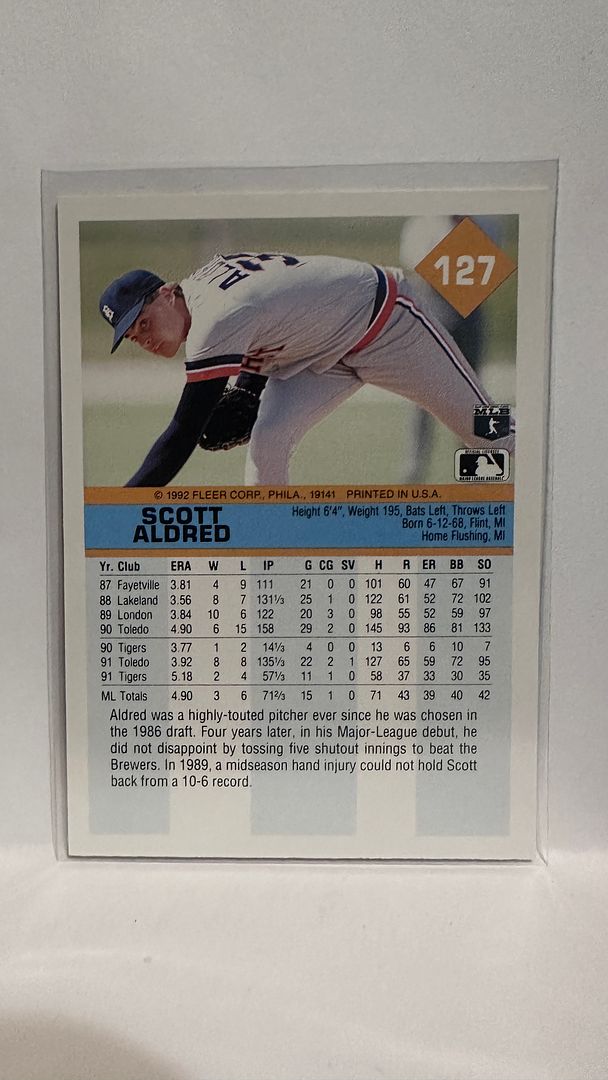 127
MLB
© 1992 FLEER CORP., PHILA., 19141 PRINTED IN U.S.A.
SCOTT
ALDRED
Height 6'4", Weight 195, Bats Left, Throws Left
Born 6-12-68, Flint, MI
Home Flushing, MI
Yr. Club ERA W L IP G CG SV H R ER BB SO
87 Fayetville 3.81 4 9 111 21 0 0 101 60 47 67 91
88 Lakeland 3.56 8 7 131⅓ 25 1 0 122 61 52 72 102
89 London 3.84 10 6 122 20 3 0 98 55 52 59 97
90 Toledo 4.90 6 15 158 29 2 0 145 93 86 81 133
90 Tigers 3.77 1 2 14⅓ 4 0 0 13 6 6 10 7
91 Toledo 3.92 8 8 135⅓ 22 2 1 127 65 59 72 95
91 Tigers 5.18 2 4 57⅓ 11 1 0 58 37 33 30 35
ML Totals 4.90 3 6 71⅔ 15 1 0 71 43 39 40 42
Aldred was a highly-touted pitcher ever since he was chosen in
the 1986 draft. Four years later, in his Major-League debut, he
did not disappoint by tossing five shutout innings to beat the
Brewers. In 1989, a midseason hand injury could not hold Scott
back from a 10-6 record.